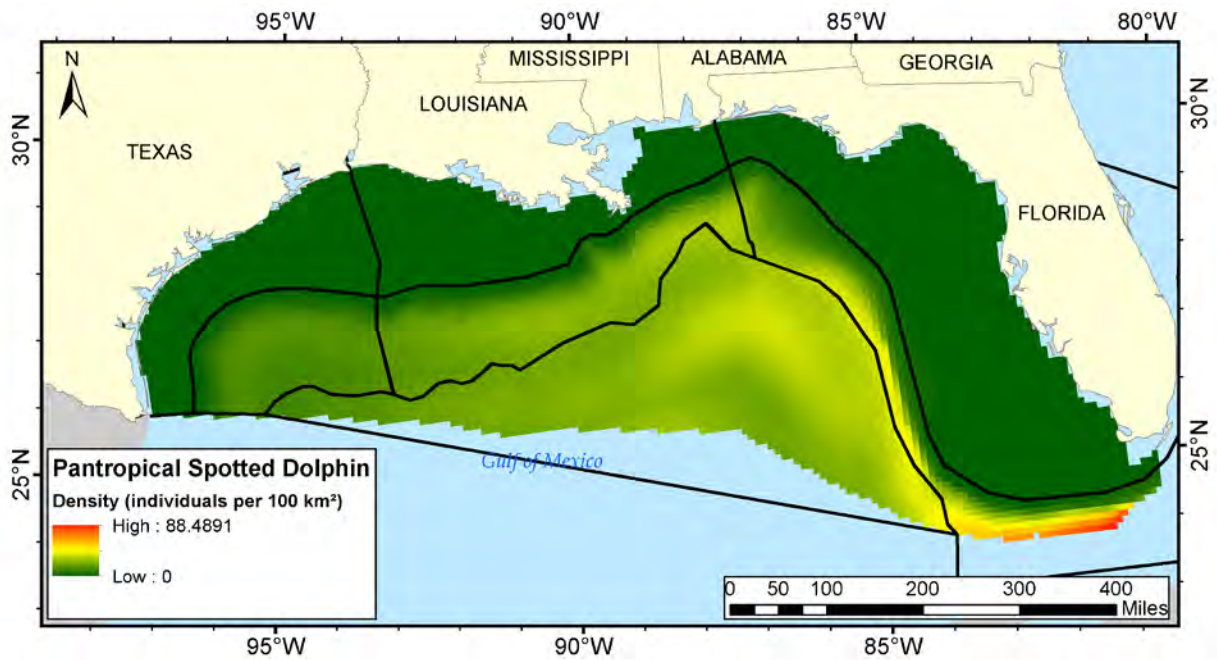 95°W 90°W 85°W 80°W
N
MISSISSIPPI ALABAMA GEORGIA
LOUISIANA
30°N 30°N
TEXAS
FLORIDA
25°N 25°N
Gulf of Mexico
Pantropical Spotted Dolphin
Density (individuals per 100 km²)
High : 88.4891
Low : 0
0 50 100 200 300 400
Miles
95°W 90°W 85°W